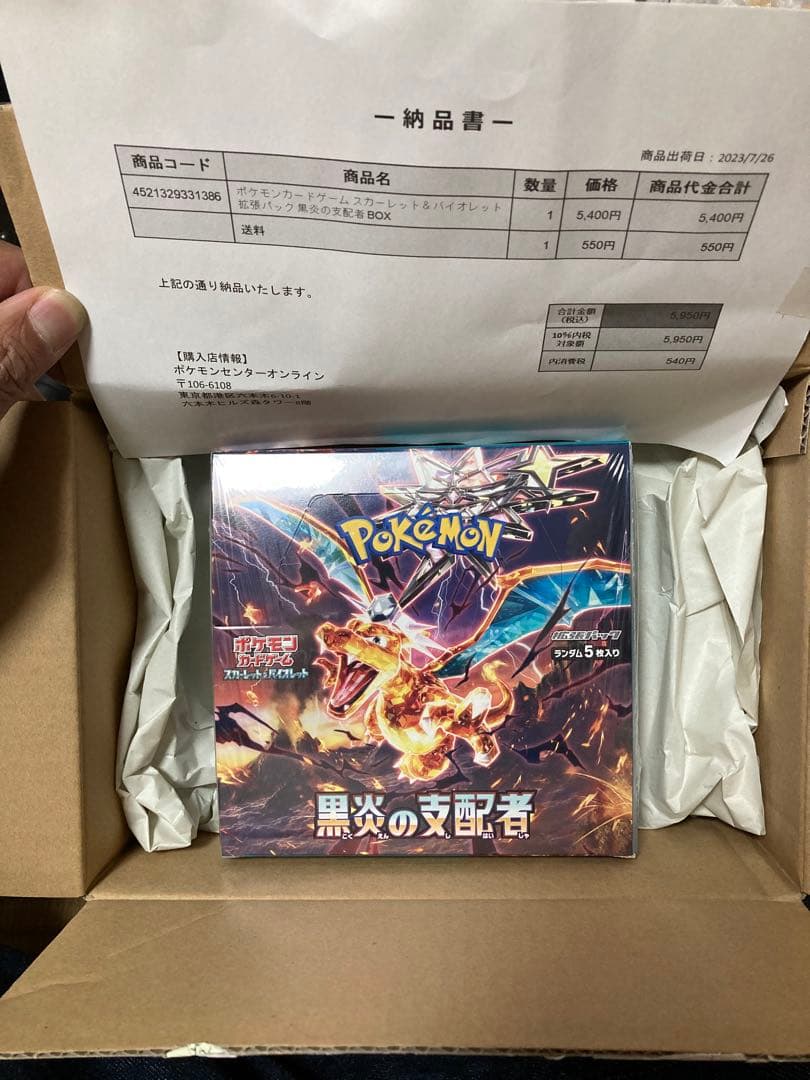 ー納品書ー
商品出荷日：2023/7/26
商品コード 商品名 数量 価格 商品代金合計
4521329331386 ポケモンカードゲーム スカーレット＆バイオレット 1 5,400円 5,400円
拡張パック 黒炎の支配者 BOX
送料 1 550円 550円
上記の通り納品いたします。
合計金額 5,950円
(税込)
10%内税 5,950円
対象額
内消費税 540円
【購入店情報】
ポケモンセンターオンライン
〒106-6108
東京都港区六本木6-10-1
六本木ヒルズ森タワー8階
POKÉMON
ポケモン
カードゲーム
スカーレット&バイオレット
拡張パック
ランダム5枚入り
黒炎の支配者
こく えん し はい しゃ